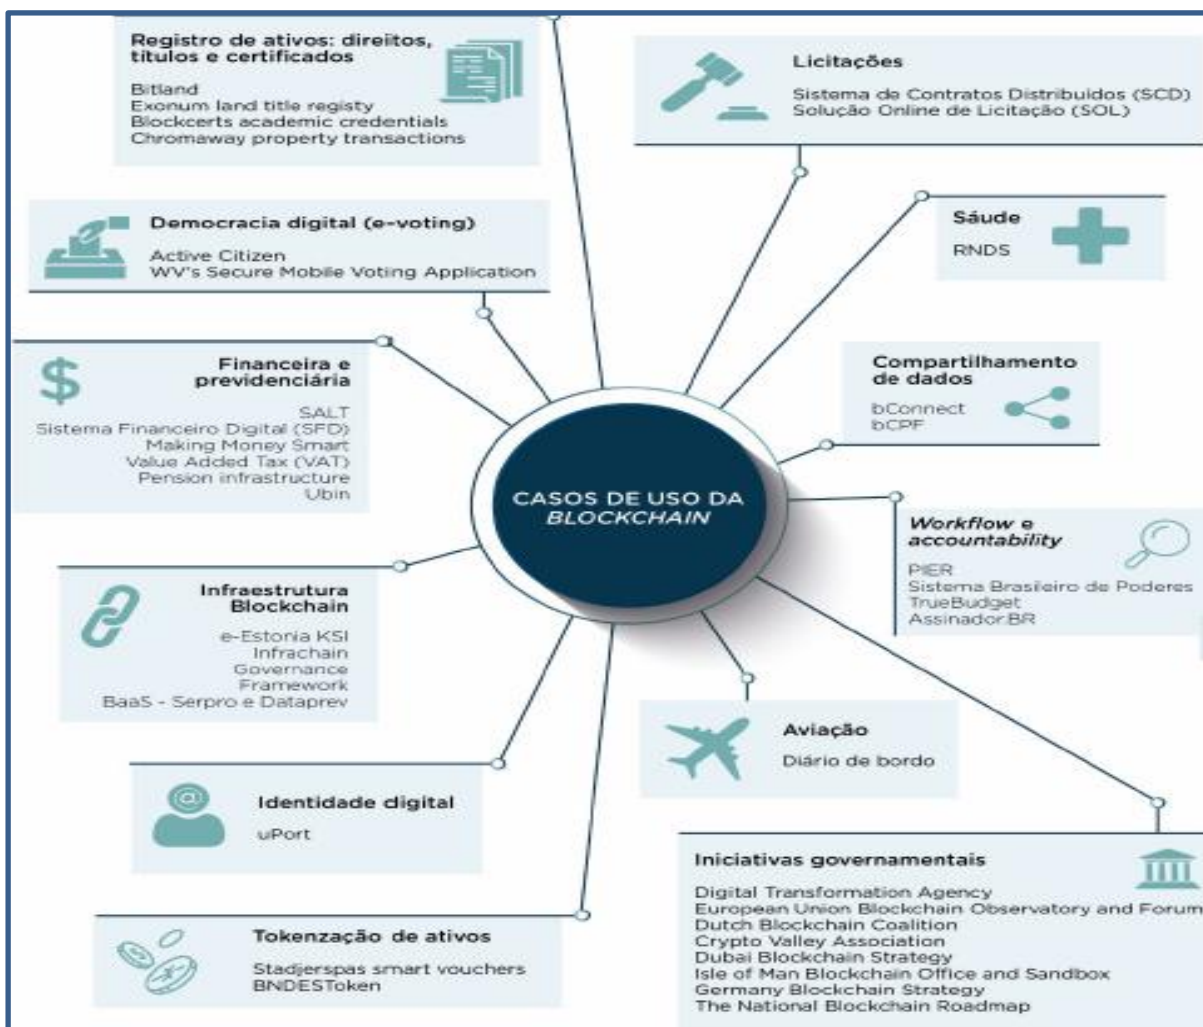 Registro de ativos: direitos,
títulos e certificados
Bitland
Exonum land title registy
Blockcerts academic credentials
Chromaway property transactions
Licitações
Sistema de Contratos Distribuídos (SCD)
Solução Online de Licitação (SOL)
Democracia digital (e-voting)
Active Citizen
WV's Secure Mobile Voting Application
Sáude
RNDS
Financeira e
previdenciária
SALT
Sistema Financeiro Digital (SFD)
Making Money Smart
Value Added Tax (VAT)
Pension infrastructure
Ubin
Compartilhamento
de dados
bConnect
bCPF
CASOS DE USO DA
BLOCKCHAIN
Workflow e
accountability
PIER
Sistema Brasileiro de Poderes
TrueBudget
Assinador.BR
Infraestrutura
Blockchain
e-Estonia KSI
Infrachain
Governance
Framework
BaaS - Serpro e Dataprev
Aviação
Diário de bordo
Identidade digital
uPort
Iniciativas governamentais
Digital Transformation Agency
European Union Blockchain Observatory and Forum
Dutch Blockchain Coalition
Crypto Valley Association
Dubai Blockchain Strategy
Isle of Man Blockchain Office and Sandbox
Germany Blockchain Strategy
The National Blockchain Roadmap
Tokenzação de ativos
Stadjerspas smart vouchers
BNDESToken